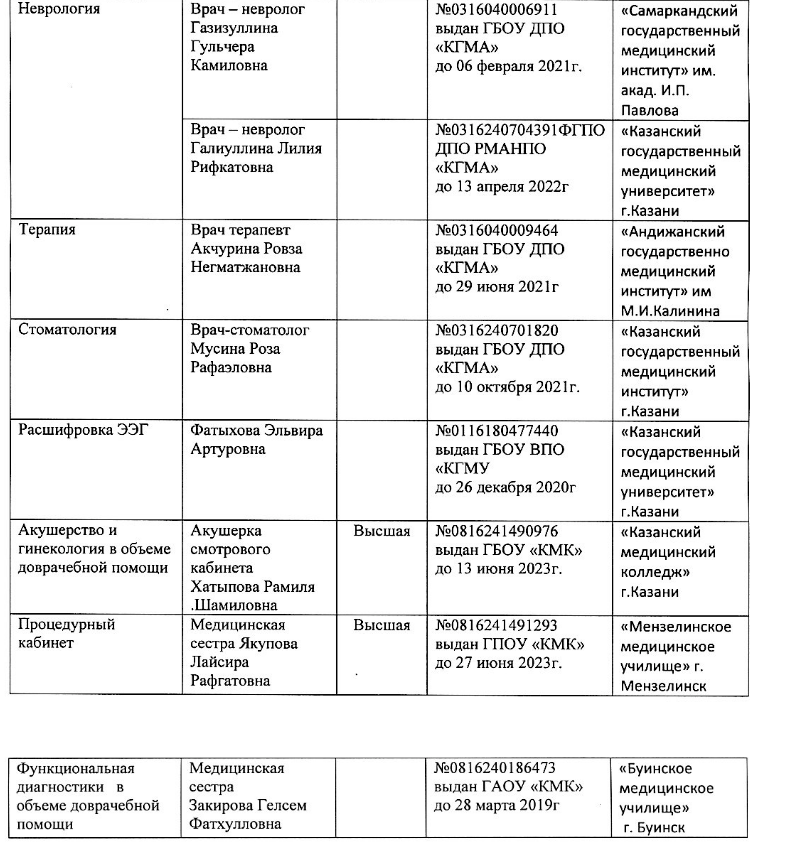 Неврология
Врач – невролог
Газизуллина
Гульчера
Камиловна
№0316040006911
выдан ГБОУ ДПО
«КГМА»
до 06 февраля 2021г.
«Самаркандский
государственный
медицинский
институт» им.
акад. И.П.
Павлова
Врач – невролог
Галиуллина Лилия
Рифкатовна
№0316240704391ФГПО
ДПО РМАНПО
«КГМА»
до 13 апреля 2022г
«Казанский
государственный
медицинский
университет»
г.Казани
Терапия
Врач терапевт
Акчурина Ровза
Негматжановна
№0316040009464
выдан ГБОУ ДПО
«КГМА»
до 29 июня 2021г
«Андижанский
государственно
медицинский
институт» им
М.И.Калинина
Стоматология
Врач-стоматолог
Мусина Роза
Рафаэловна
№0316240701820
выдан ГБОУ ДПО
«КГМА»
до 10 октября 2021г.
«Казанский
государственный
медицинский
институт»
г.Казани
Расшифровка ЭЭГ
Фатыхова Эльвира
Артуровна
№0116180477440
выдан ГБОУ ВПО
«КГМУ
до 26 декабря 2020г
«Казанский
государственный
медицинский
университет»
г.Казани
Акушерство и
гинекология в объеме
доврачебной помощи
Акушерка
смотрового
кабинета
Хатыпова Рамиля
.Шамиловна
Высшая
№0816241490976
выдан ГБОУ «КМК»
до 13 июня 2023г.
«Казанский
медицинский
колледж»
г.Казани
Процедурный
кабинет
Медицинская
сестра Якупова
Лайсира
Рафгатовна
Высшая
№0816241491293
выдан ГПОУ «КМК»
до 27 июня 2023г.
«Мензелинское
медицинское
училище» г.
Мензелинск
Функциональная
диагностики в
объеме доврачебной
помощи
Медицинская
сестра
Закирова Гелсем
Фатхулловна
№0816240186473
выдан ГАОУ «КМК»
до 28 марта 2019г
«Буинское
медицинское
училище»
г. Буинск